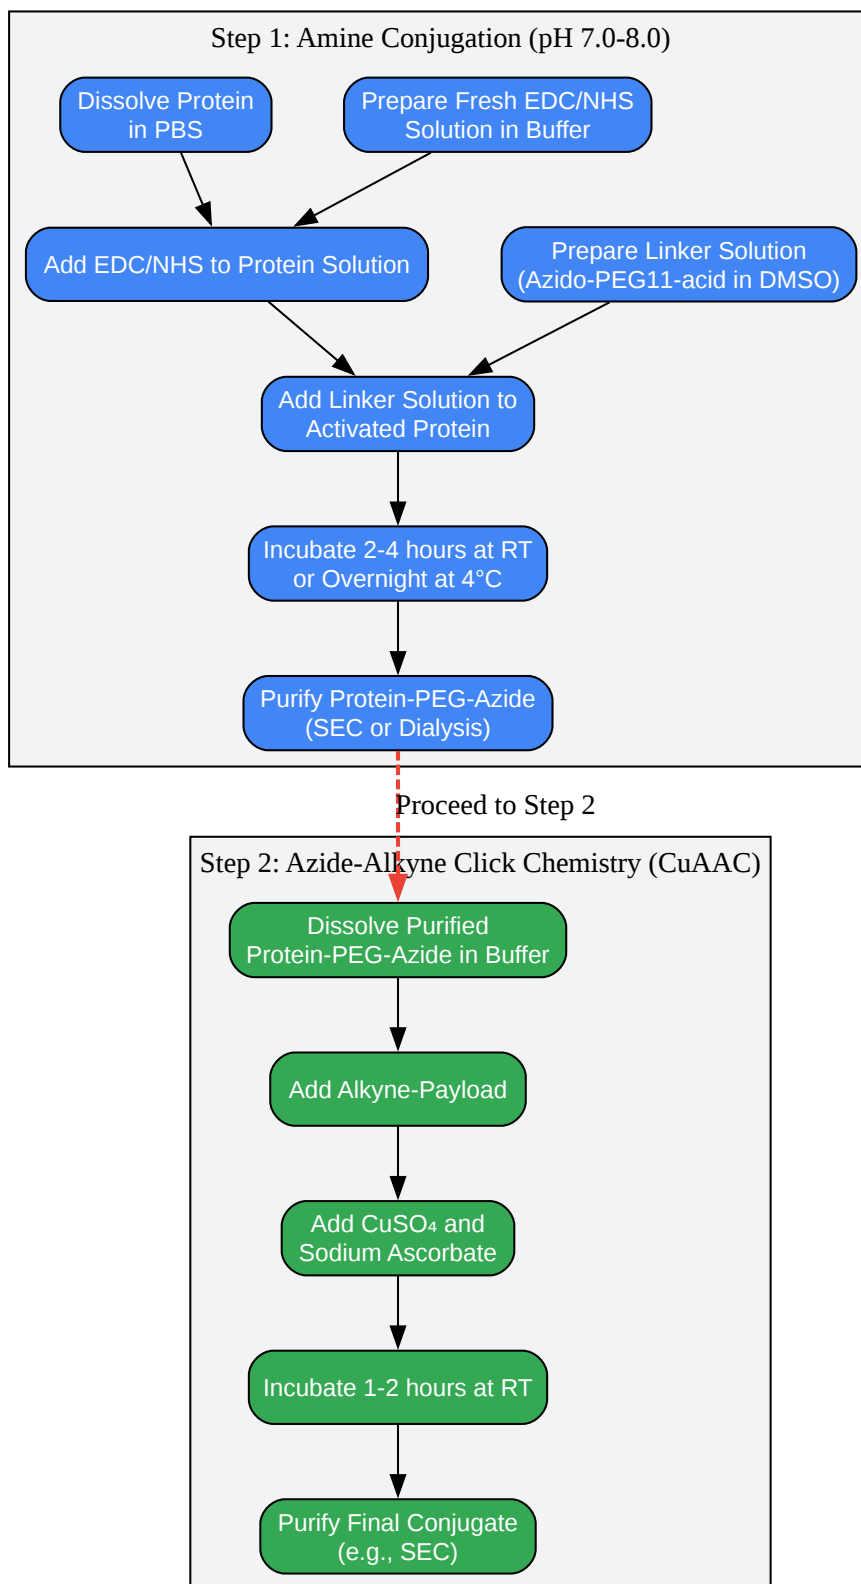 Step 1: Amine Conjugation (pH 7.0-8.0)
Dissolve Protein
in PBS
Prepare Fresh EDC/NHS
Solution in Buffer
Add EDC/NHS to Protein Solution
Prepare Linker Solution
(Azido-PEG11-acid in DMSO)
Add Linker Solution to
Activated Protein
Incubate 2-4 hours at RT
or Overnight at 4°C
Purify Protein-PEG-Azide
(SEC or Dialysis)
Proceed to Step 2
Step 2: Azide-Alkyne Click Chemistry (CuAAC)
Dissolve Purified
Protein-PEG-Azide in Buffer
Add Alkyne-Payload
Add CuSO₄ and
Sodium Ascorbate
Incubate 1-2 hours at RT
Purify Final Conjugate
(e.g., SEC)